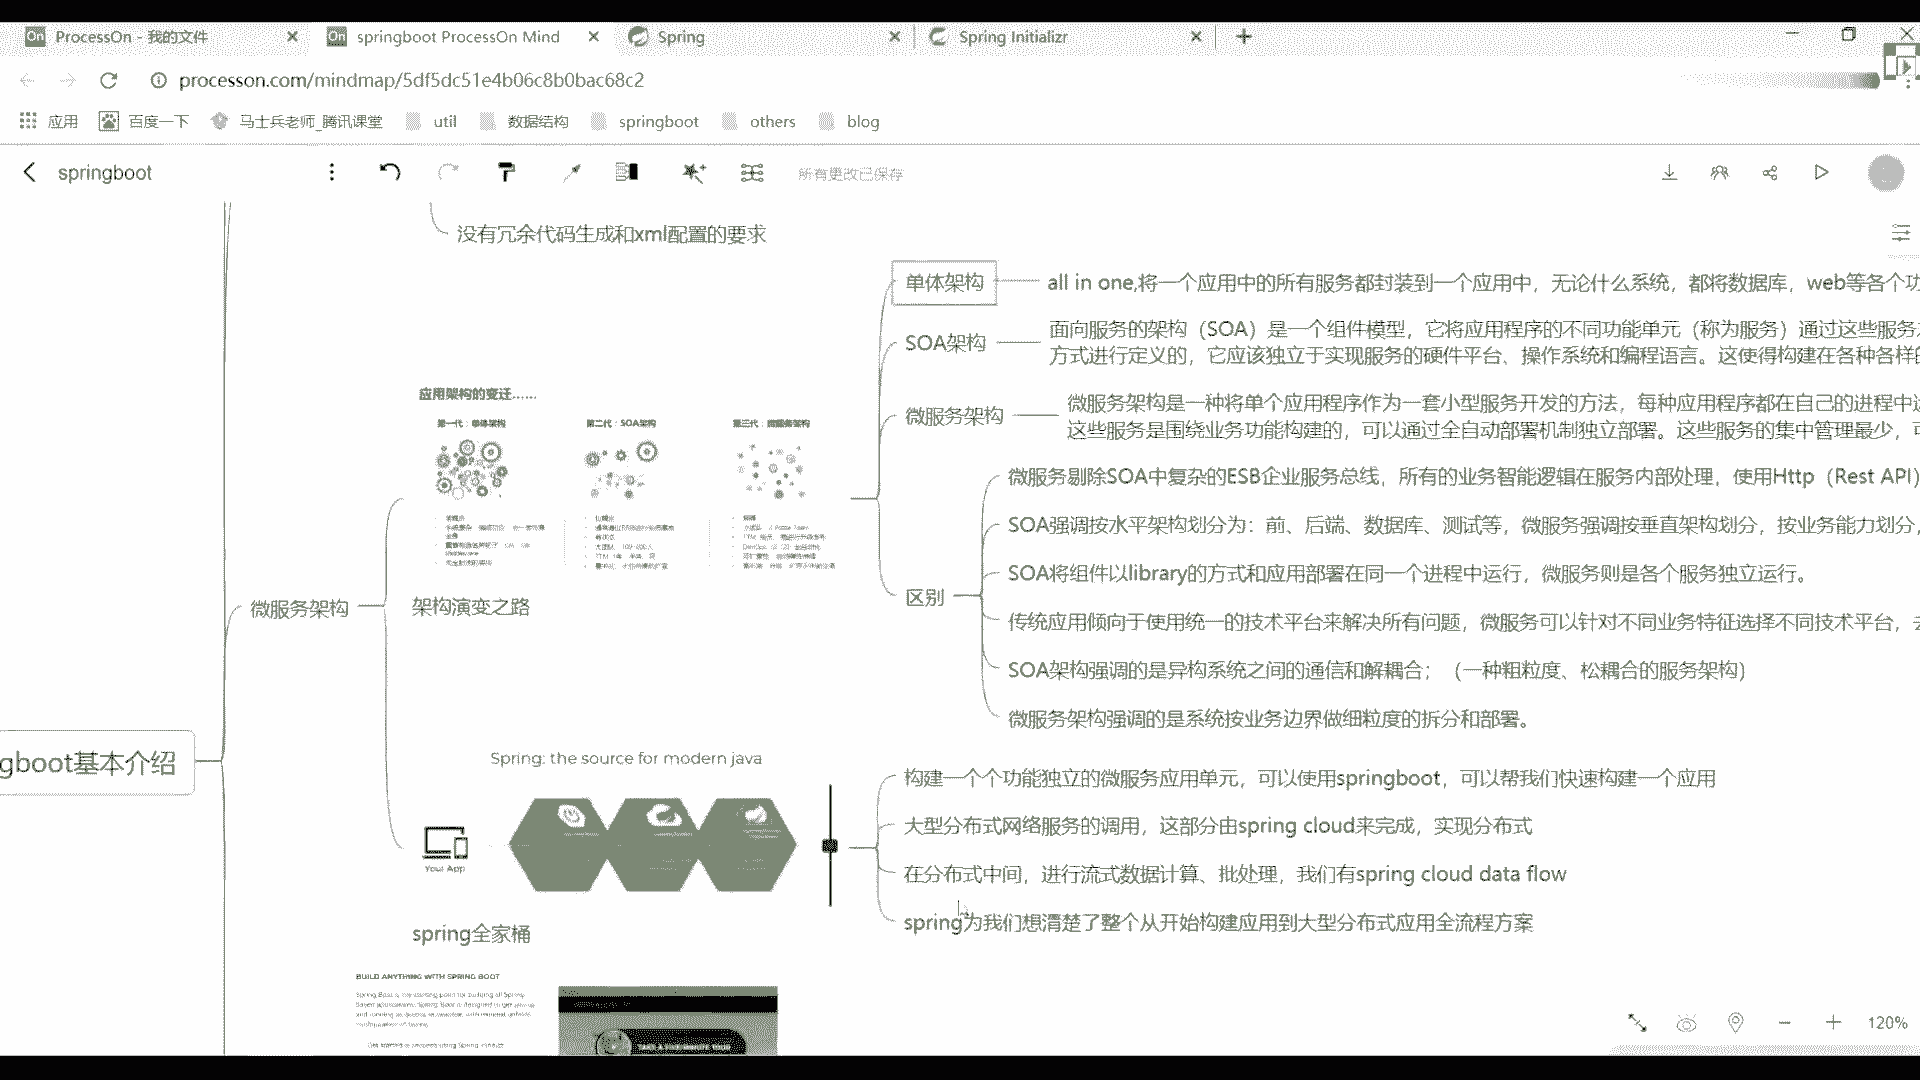 ProcessOn - 我的文件
springboot ProcessOn Mind
Spring
Spring Initializr
processon.com/mindmap/5df5dc51e4b06c8b0bac68c2
应用
百度一下
马士兵老师_腾讯课堂
util
数据结构
springboot
others
blog
springboot
所有更改已保存
没有冗余代码生成和xml配置的要求
单体架构
all in one,将一个应用中的所有服务都封装到一个应用中，无论什么系统，都将数据库，web等各个功
SOA架构
面向服务的架构（SOA）是一个组件模型，它将应用程序的不同功能单元（称为服务）通过这些服务
方式进行定义的，它应该独立于实现服务的硬件平台、操作系统和编程语言。这使得构建在各种各样的
微服务架构
微服务架构是一种将单个应用程序作为一套小型服务开发的方法，每种应用程序都在自己的进程中
这些服务是围绕业务功能构建的，可以通过全自动部署机制独立部署。这些服务的集中管理最少，
区别
微服务剔除SOA中复杂的ESB企业服务总线，所有的业务智能逻辑在服务内部处理，使用Http（Rest API）
SOA强调按水平架构划分为：前、后端、数据库、测试等，微服务强调按垂直架构划分，按业务能力划分，
SOA将组件以library的方式和应用部署在同一个进程中运行，微服务则是各个服务独立运行。
传统应用倾向于使用统一的技术平台来解决所有问题，微服务可以针对不同业务特征选择不同技术平台，
SOA架构强调的是异构系统之间的通信和解耦合；（一种粗粒度、松耦合的服务架构）
微服务架构强调的是系统按业务边界做细粒度的拆分和部署。
应用架构的变迁......
第一代：单体架构
第二代：SOA架构
第三代：微服务架构
微服务架构
架构演变之路
gboot基本介绍
Spring: the source for modern java
Your App
spring全家桶
构建一个个功能独立的微服务应用单元，可以使用springboot，可以帮我们快速构建一个应用
大型分布式网络服务的调用，这部分由spring cloud来完成，实现分布式
在分布式中间，进行流式数据计算、批处理，我们有spring cloud data flow
spring为我们想清楚了整个从开始构建应用到大型分布式应用全流程方案
BUILD ANYTHING WITH SPRING BOOT
120%